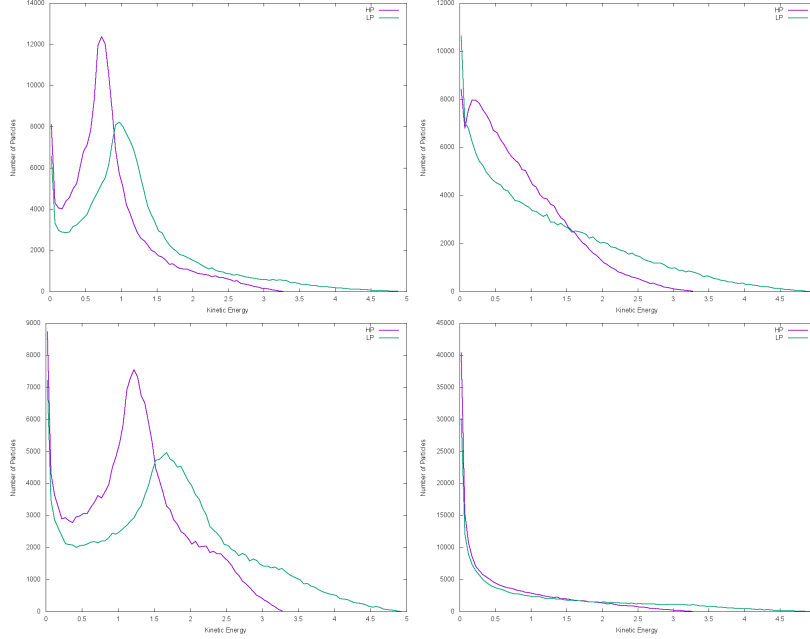 14000
12000
10000
8000
6000
4000
2000
0
0 0.5 1 1.5 2 2.5 3 3.5 4 4.5 5
Number of Particles
Kinetic Energy
HP
LP
12000
10000
8000
6000
4000
2000
0
0 0.5 1 1.5 2 2.5 3 3.5 4 4.5
Number of Particles
Kinetic Energy
HP
LP
9000
8000
7000
6000
5000
4000
3000
2000
1000
0
0 0.5 1 1.5 2 2.5 3 3.5 4 4.5 5
Number of Particles
Kinetic Energy
HP
LP
45000
40000
35000
30000
25000
20000
15000
10000
5000
0
0 0.5 1 1.5 2 2.5 3 3.5 4 4.5
Number of Particles
Kinetic Energy
HP
LP